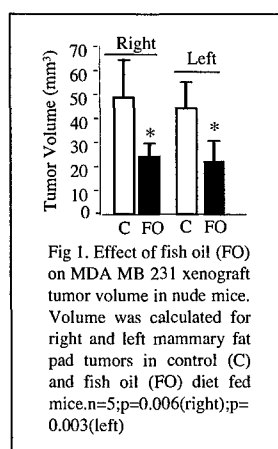 Right
Left
Tumor Volume (mm³)
70
60
50
40
30
20
10
0
*
*
C FO C FO
Fig 1. Effect of fish oil (FO)
on MDA MB 231 xenograft
tumor volume in nude mice.
Volume was calculated for
right and left mammary fat
pad tumors in control (C)
and fish oil (FO) diet fed
mice.n=5;p=0.006(right);p=
0.003(left)